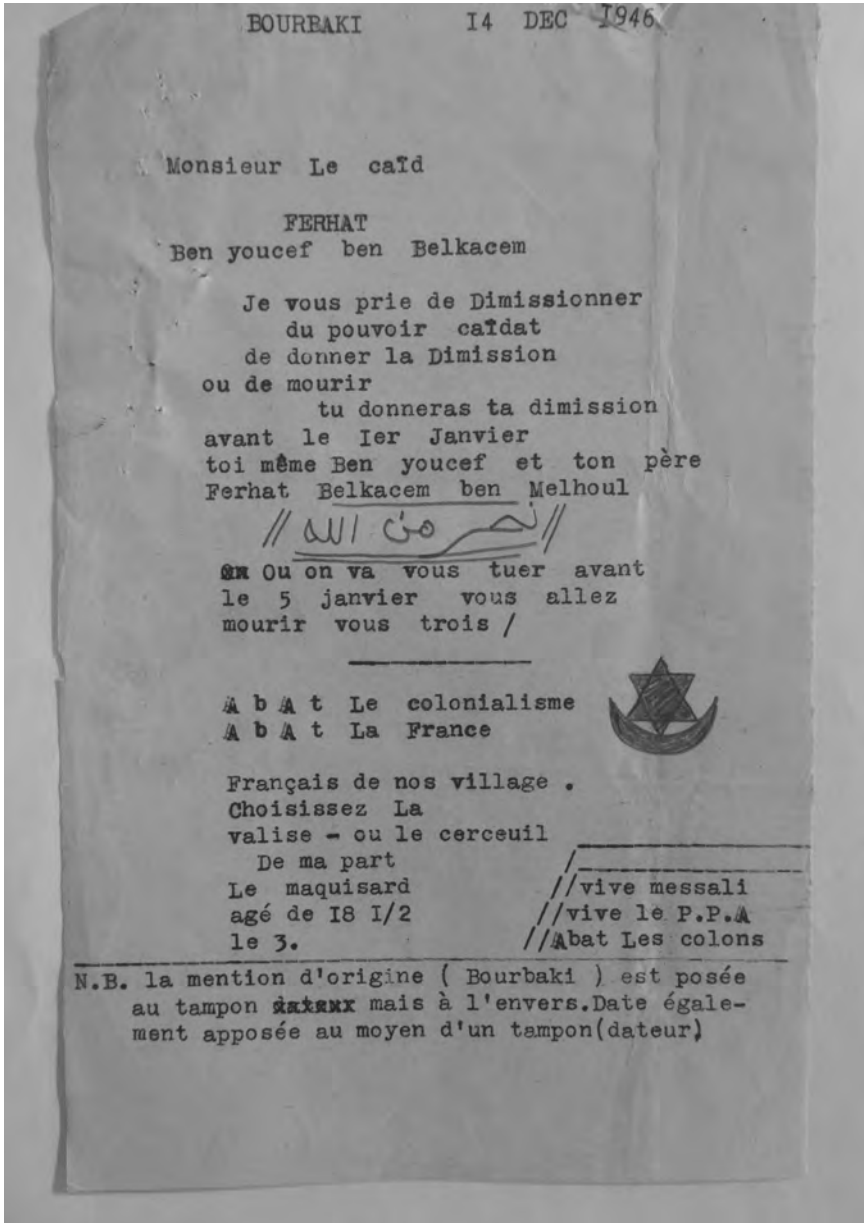 BOURBAKI I4 DEC I946
Monsieur Le caïd
FERHAT
Ben youcef ben Belkacem
Je vous prie de Dimissionner
du pouvoir caïdat
de donner la Dimission
ou de mourir
tu donneras ta dimission
avant le Ier Janvier
toi même Ben youcef et ton père
Ferhat Belkacem ben Melhoul
// نصر من الله //
Ou on va vous tuer avant
le 5 janvier vous allez
mourir vous trois /
A b A t Le colonialisme
A b A t La France
Français de nos village .
Choisissez La
valise - ou le cerceuil
De ma part
Le maquisard
agé de I8 I/2
le 3.
//vive messali
//vive le P.P.A
//Abat Les colons
N.B. la mention d'origine ( Bourbaki ) est posée
au tampon mais à l'envers.Date égale-
ment apposée au moyen d'un tampon(dateur)